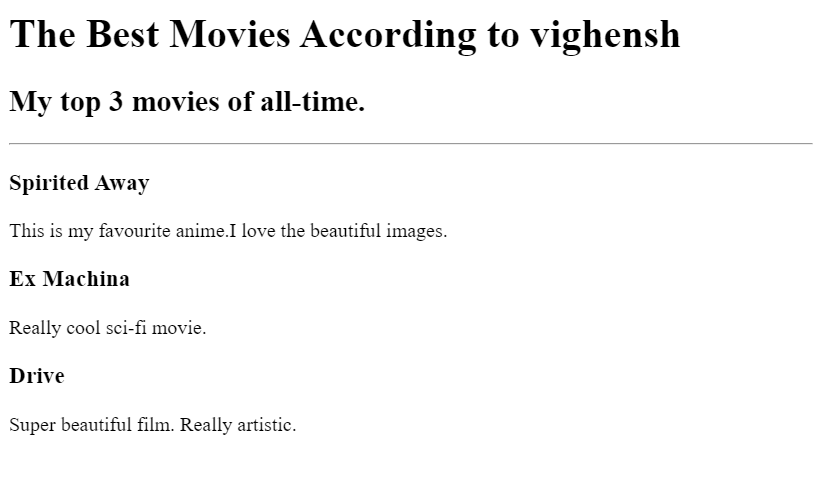 The Best Movies According to vighensh
My top 3 movies of all-time.
Spirited Away
This is my favourite anime.I love the beautiful images.
Ex Machina
Really cool sci-fi movie.
Drive
Super beautiful film. Really artistic.